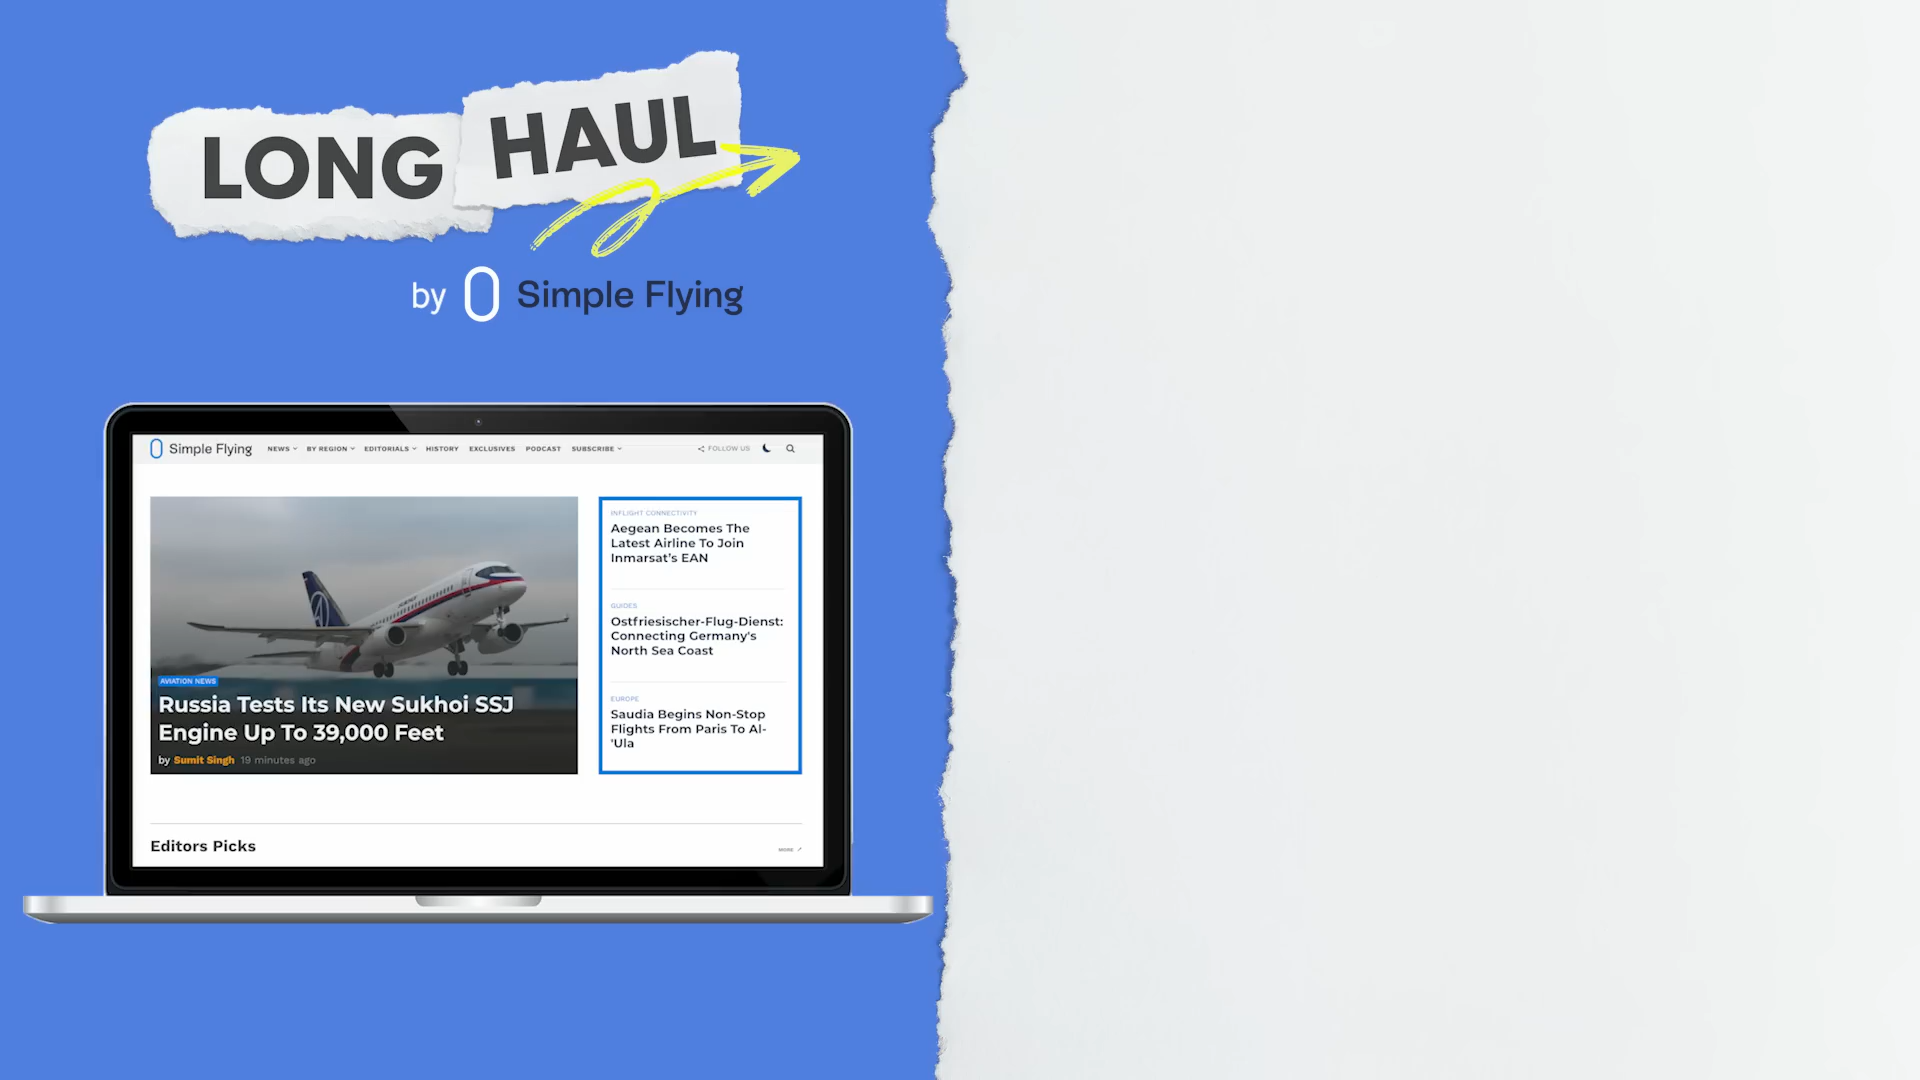 LONG HAUL
by Simple Flying
Simple Flying
NEWS BY REGION EDITORIALS HISTORY EXCLUSIVES PODCAST SUBSCRIBE
FOLLOW US
AVIATION NEWS
Russia Tests Its New Sukhoi SSJ
Engine Up To 39,000 Feet
by Sumit Singh 19 minutes ago
INFLIGHT CONNECTIVITY
Aegean Becomes The
Latest Airline To Join
Inmarsat's EAN
GUIDES
Ostfriesischer-Flug-Dienst:
Connecting Germany's
North Sea Coast
EUROPE
Saudia Begins Non-Stop
Flights From Paris To Al-
'Ula
Editors Picks
MORE